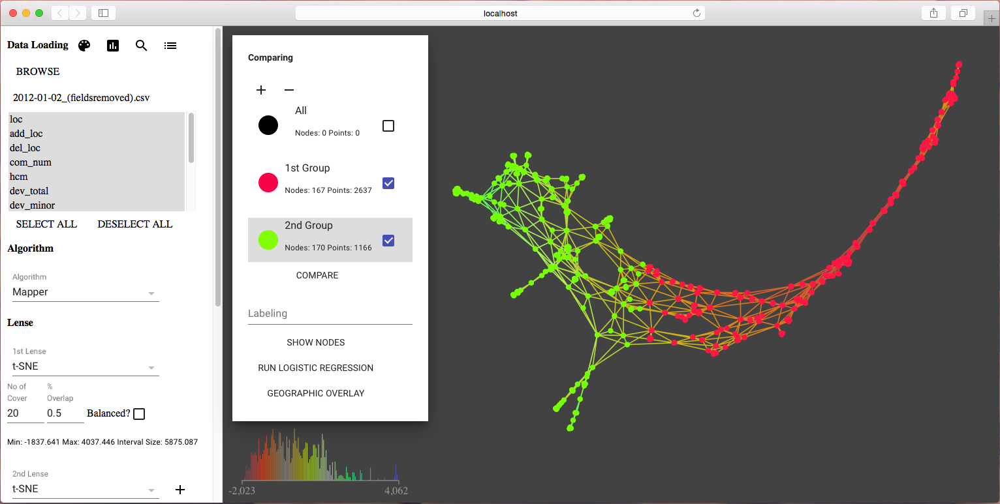 localhost
Data Loading
BROWSE
2012-01-02_(fieldsremoved).csv
loc
add_loc
del_loc
com_num
hcm
dev_total
dev_minor
SELECT ALL DESELECT ALL
Algorithm
Algorithm
Mapper
Lense
1st Lense
t-SNE
No of Cover
% Overlap
20
0.5
Balanced?
Min: -1837.641 Max: 4037.446 Interval Size: 5875.087
2nd Lense
t-SNE
Comparing
All
Nodes: 0 Points: 0
1st Group
Nodes: 167 Points: 2637
2nd Group
Nodes: 170 Points: 1166
COMPARE
Labeling
SHOW NODES
RUN LOGISTIC REGRESSION
GEOGRAPHIC OVERLAY
-2,023
4,062